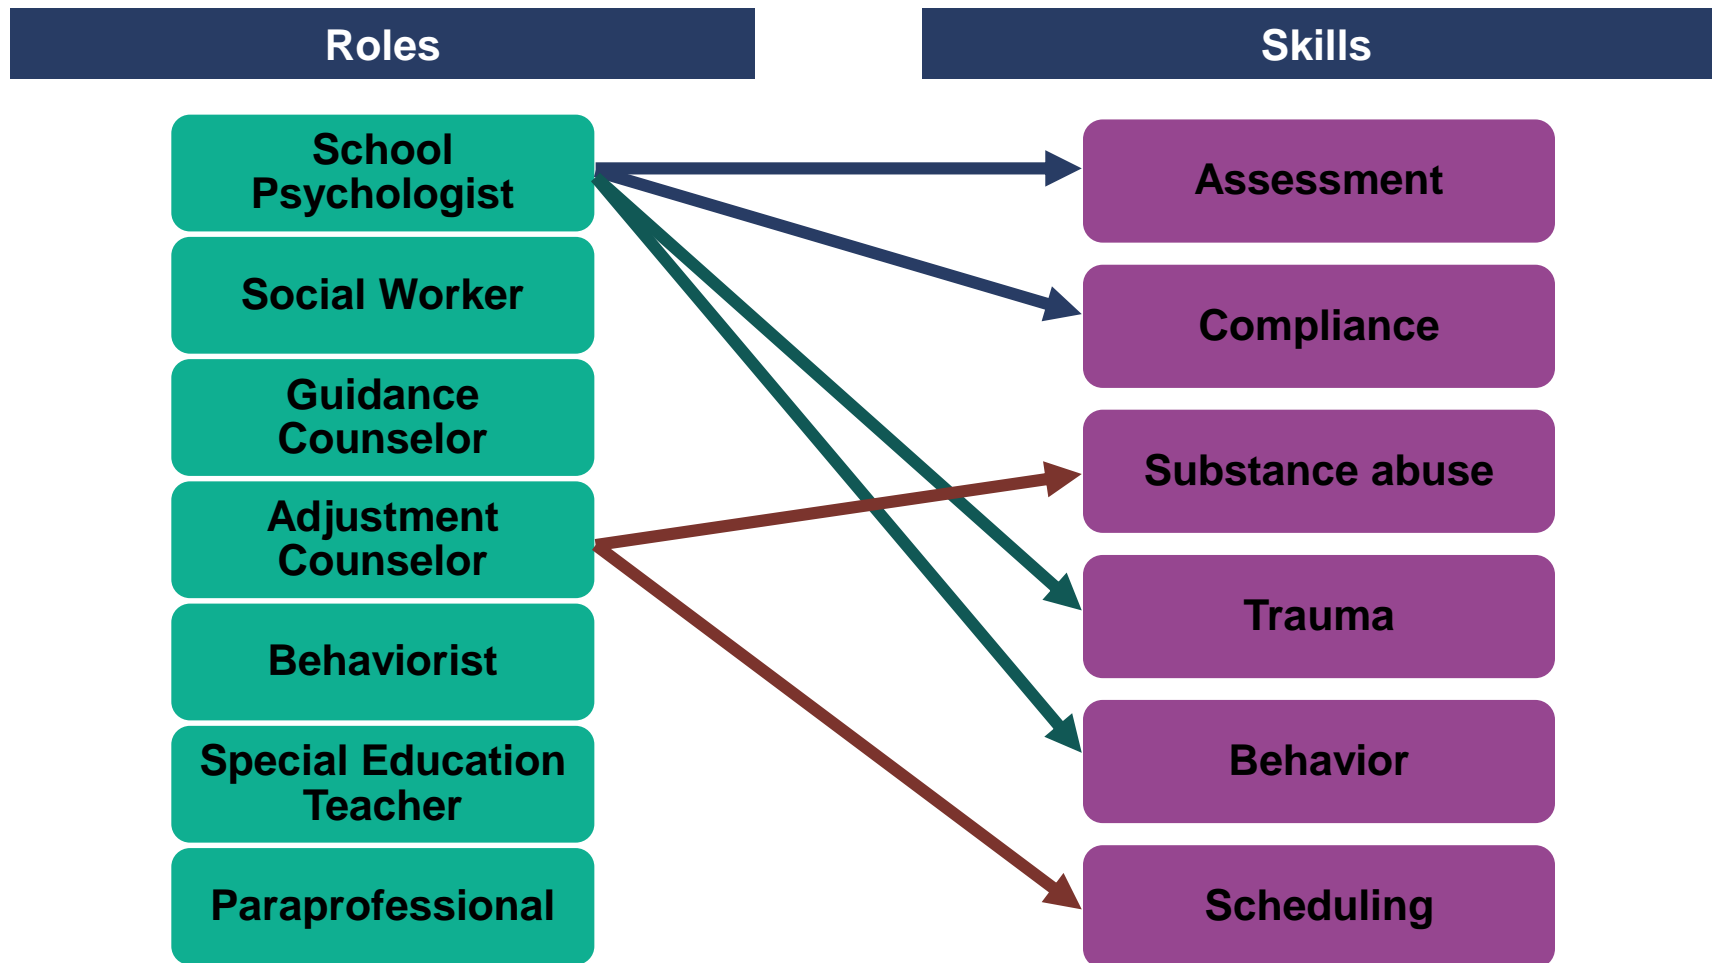 Roles
School
Psychologist
Social Worker
Guidance
Counselor
Adjustment
Counselor
Behaviorist
Special Education
Teacher
Paraprofessional
Skills
Assessment
Compliance
Substance abuse
Trauma
Behavior
Scheduling